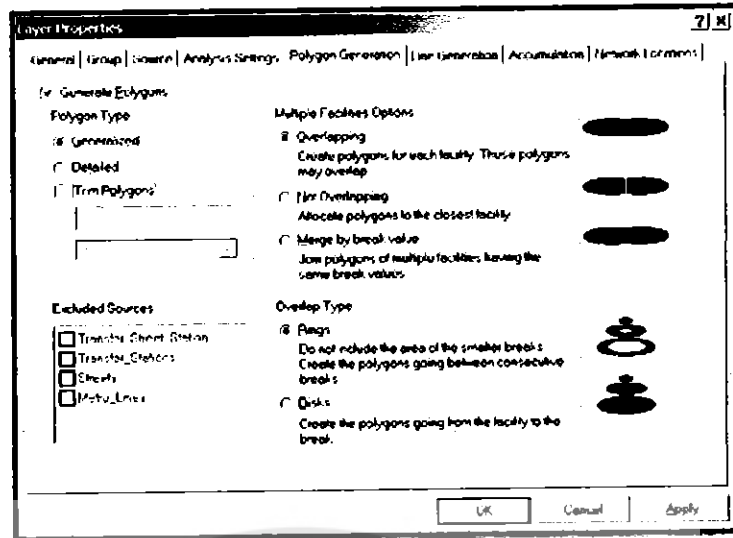 Layer Properties
General | Group | Source | Analysis Settings | Polygon Generation | Line Generation | Accumulation | Network Locations
Generate Polygons
Polygon Type
Generalized
Detailed
Trim Polygons
Excluded Sources
Transfer_Street_Station
Transfer_Stations
Streets
Metro_Lines
Multiple Facilities Options
Overlapping
Create polygons for each facility. These polygons
may overlap
Not Overlapping
Allocate polygons to the closest facility
Merge by break value
Join polygons of multiple facilities having the
same break values
Overlap Type
Rings
Do not include the area of the smaller breaks
Create the polygons going between consecutive
breaks
Disks
Create the polygons going from the facility to the
break.
OK
Cancel
Apply